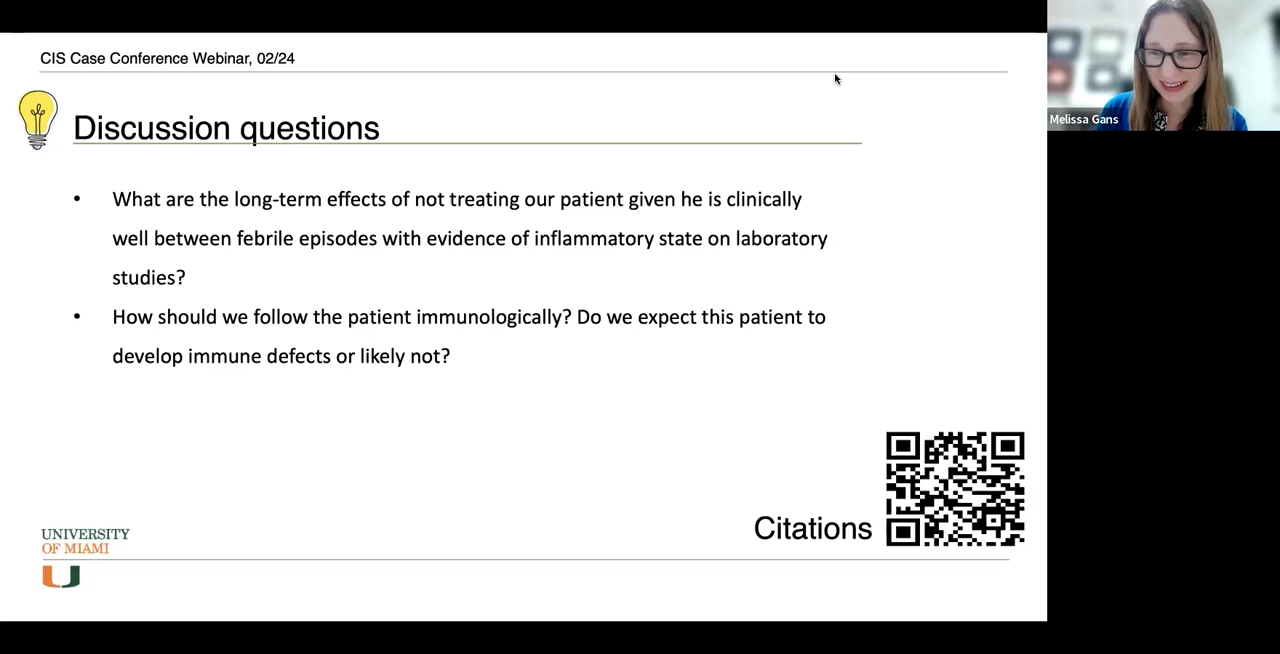 CIS Case Conference Webinar, 02/24
Discussion questions
• What are the long-term effects of not treating our patient given he is clinically
well between febrile episodes with evidence of inflammatory state on laboratory
studies?
• How should we follow the patient immunologically? Do we expect this patient to
develop immune defects or likely not?
Citations
UNIVERSITY
OF MIAMI
U
Melissa Gans